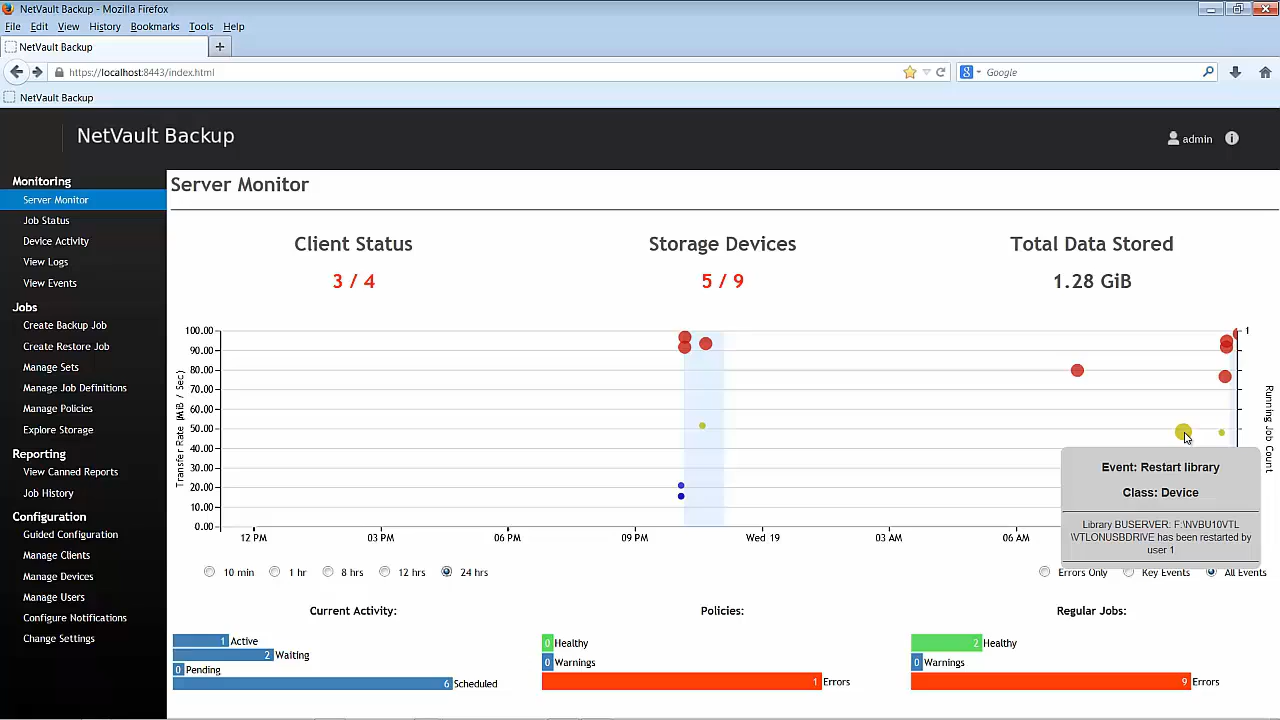 NetVault Backup - Mozilla Firefox
File Edit View History Bookmarks Tools Help
NetVault Backup +
https://localhost:8443/index.html
Google
NetVault Backup
NetVault Backup
admin
Monitoring
Server Monitor
Job Status
Device Activity
View Logs
View Events
Jobs
Create Backup Job
Create Restore Job
Manage Sets
Manage Job Definitions
Manage Policies
Explore Storage
Reporting
View Canned Reports
Job History
Configuration
Guided Configuration
Manage Clients
Manage Devices
Manage Users
Configure Notifications
Change Settings
Server Monitor
Client Status
3 / 4
Storage Devices
5 / 9
Total Data Stored
1.28 GiB
Transfer Rate (MiB / Sec)
100.00
90.00
80.00
70.00
60.00
50.00
40.00
30.00
20.00
10.00
0.00
12 PM 03 PM 06 PM 09 PM Wed 19 03 AM 06 AM
1
Running Job Count
Event: Restart library
Class: Device
Library BUSERVER: F:\NVBU10VTL
\VTLONUSBDRIVE has been restarted by
user 1
10 min 1 hr 8 hrs 12 hrs 24 hrs
Errors Only Key Events All Events
Current Activity:
1 Active
2 Waiting
0 Pending
6 Scheduled
Policies:
0 Healthy
0 Warnings
1 Errors
Regular Jobs:
2 Healthy
0 Warnings
9 Errors